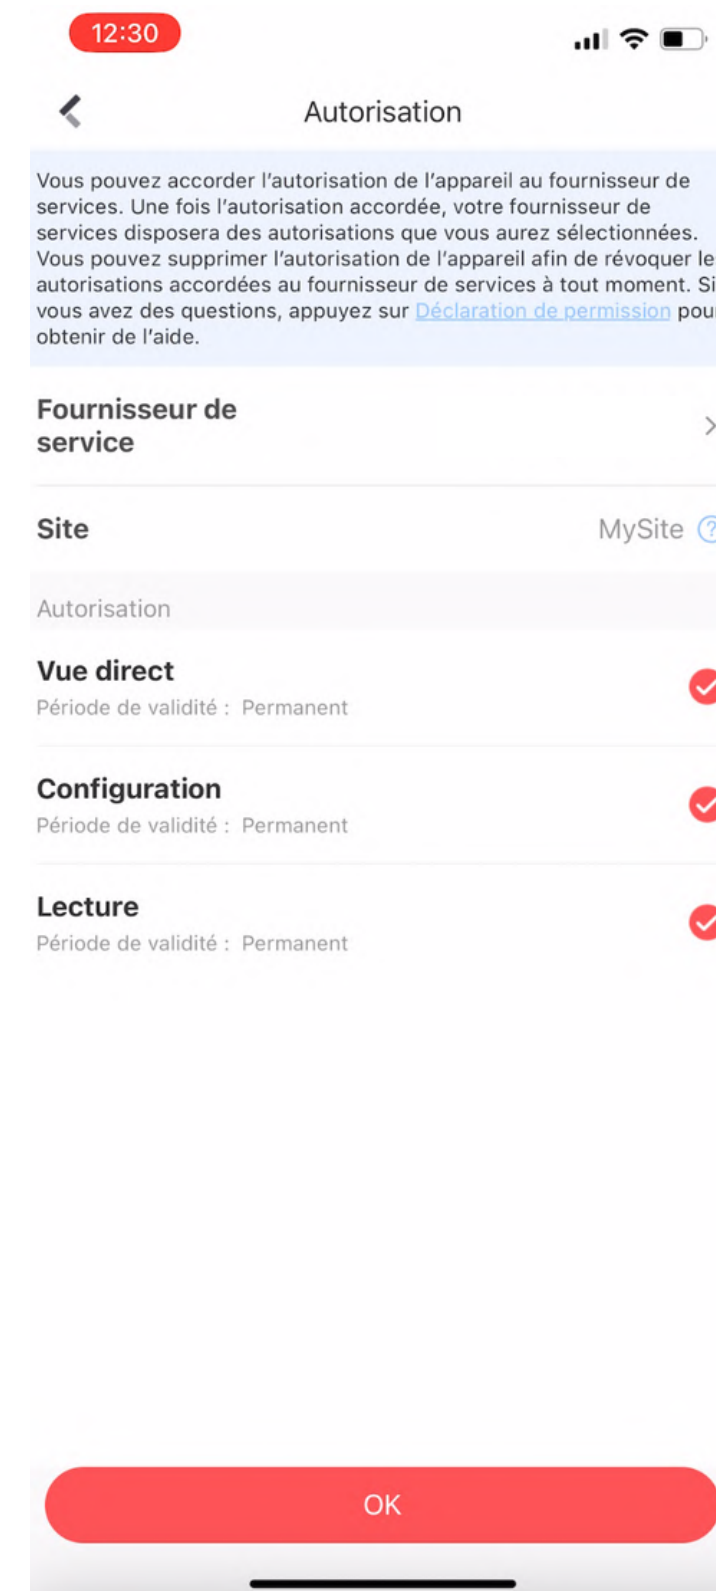 12:30
Autorisation
Vous pouvez accorder l'autorisation de l'appareil au fournisseur de
services. Une fois l'autorisation accordée, votre fournisseur de
services disposera des autorisations que vous aurez sélectionnées.
Vous pouvez supprimer l'autorisation de l'appareil afin de révoquer les
autorisations accordées au fournisseur de services à tout moment. Si
vous avez des questions, appuyez sur Déclaration de permission pour
obtenir de l'aide.
Fournisseur de
service
Site MySite ?
Autorisation
Vue direct
Période de validité : Permanent
Configuration
Période de validité : Permanent
Lecture
Période de validité : Permanent
OK